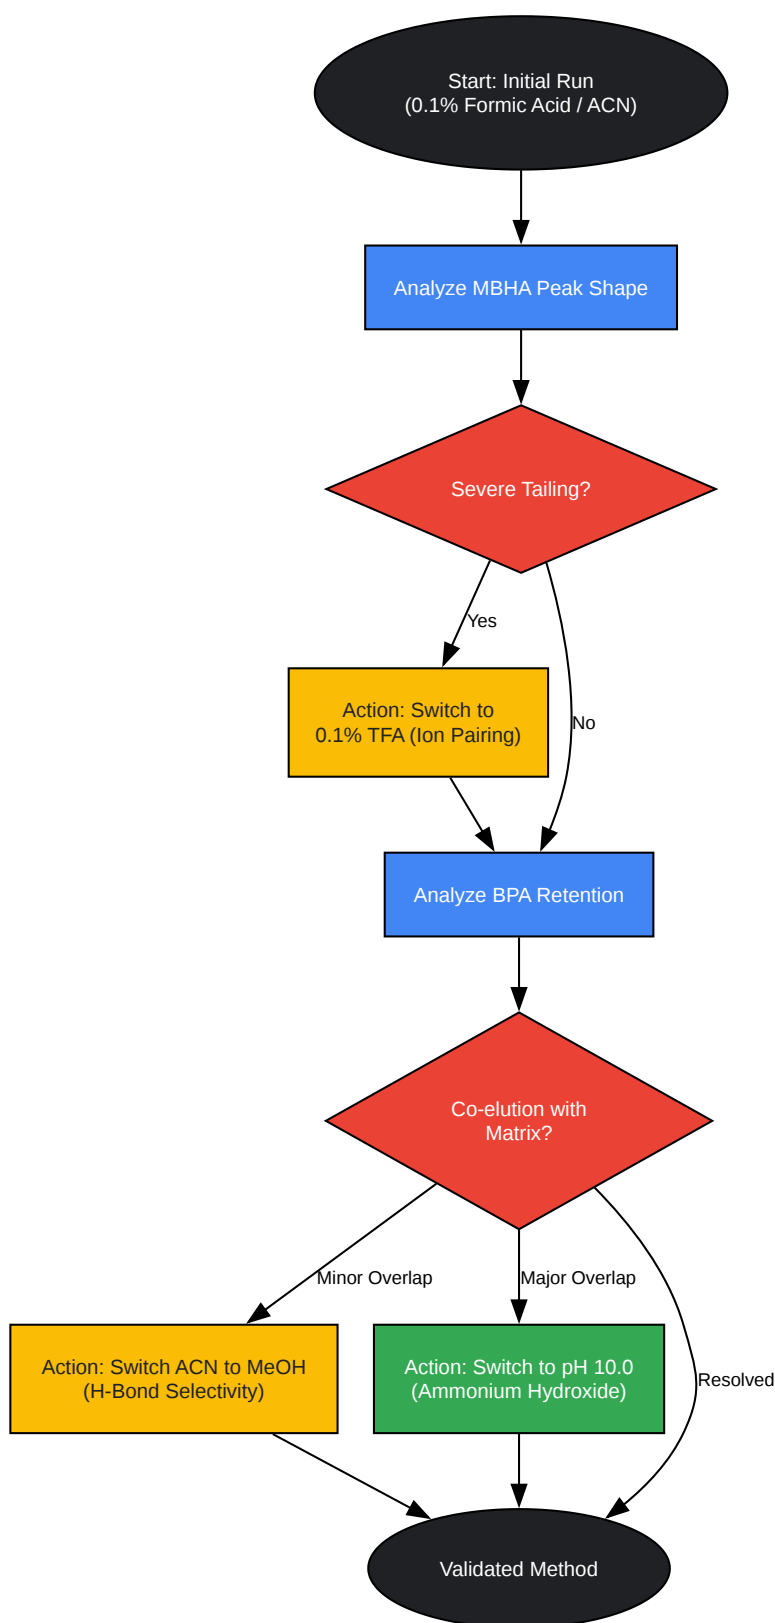 Start: Initial Run
(0.1% Formic Acid / ACN)
Analyze MBHA Peak Shape
Severe Tailing?
Yes
Action: Switch to
0.1% TFA (Ion Pairing)
No
Analyze BPA Retention
Co-elution with
Matrix?
Minor Overlap
Major Overlap
Action: Switch ACN to MeOH
(H-Bond Selectivity)
Action: Switch to pH 10.0
(Ammonium Hydroxide)
Resolved
Validated Method